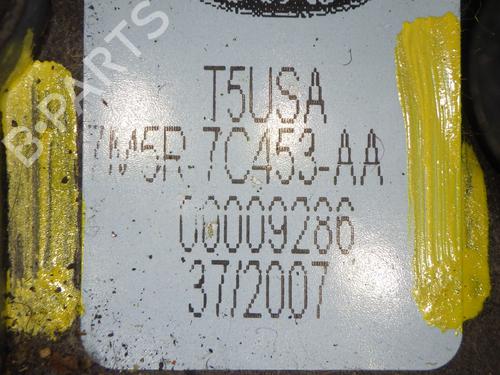 T5USA
7M5R-7C453-AA
00009286
37/2007
B-PARTS